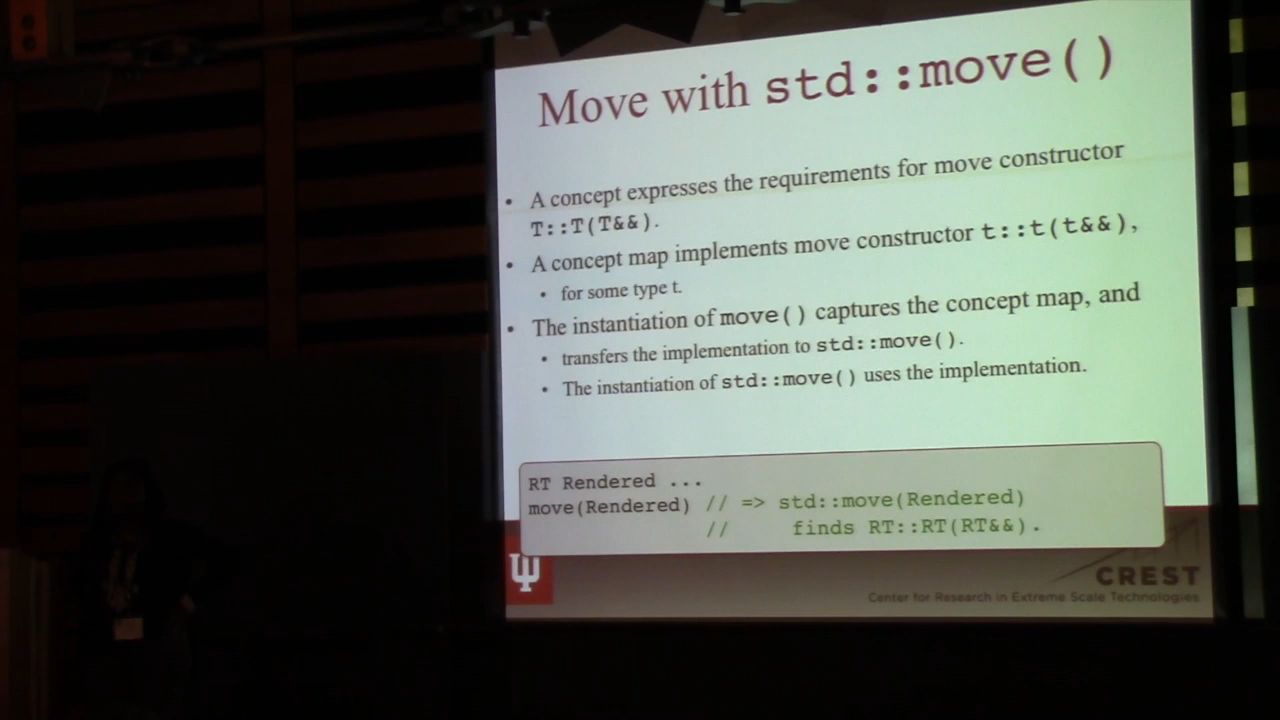 Move with std::move()
• A concept expresses the requirements for move constructor
T::T(T&&).
• A concept map implements move constructor t::t(t&&),
• for some type t.
• The instantiation of move() captures the concept map, and
• transfers the implementation to std::move().
• The instantiation of std::move() uses the implementation.
RT Rendered ...
move(Rendered) // => std::move(Rendered)
// finds RT::RT(RT&&).
CREST
Center for Research in Extreme Scale Technologies